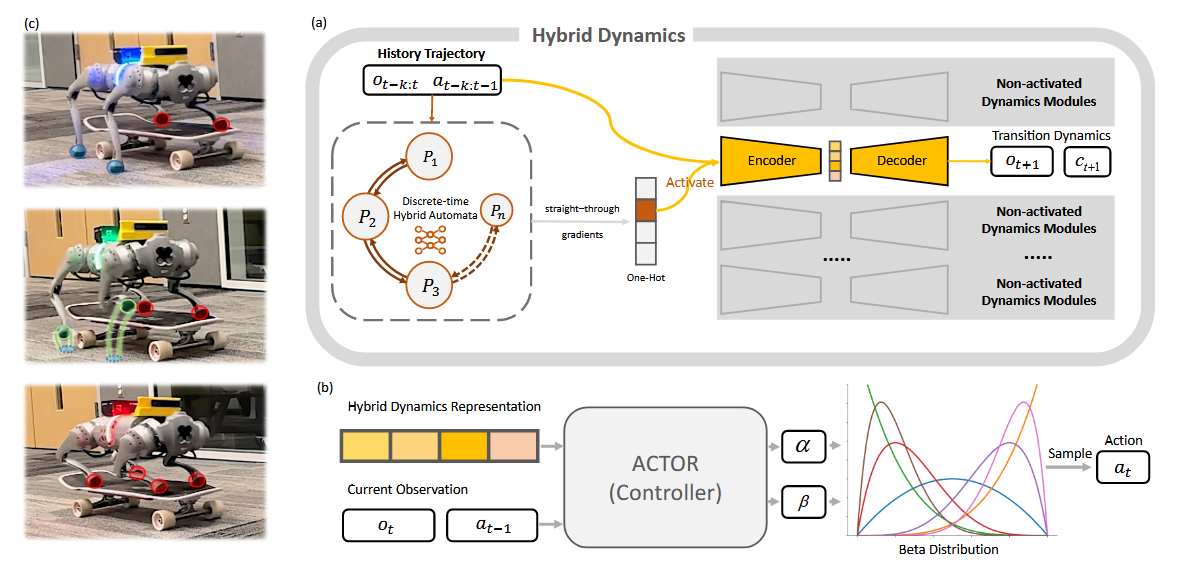 (c)
(a)
Hybrid Dynamics
History Trajectory
o_{t−k:t} a_{t−k:t−1}
P_1
P_2
P_3
P_n
Discrete-time
Hybrid Automata
straight−through
gradients
One-Hot
Activate
Non-activated
Dynamics Modules
Encoder
Decoder
Transition Dynamics
o_{t+1} c_{t+1}
Non-activated
Dynamics Modules
.....
.....
Non-activated
Dynamics Modules
(b)
Hybrid Dynamics Representation
Current Observation
o_t a_{t−1}
ACTOR
(Controller)
α
β
Beta Distribution
Sample
Action
a_t